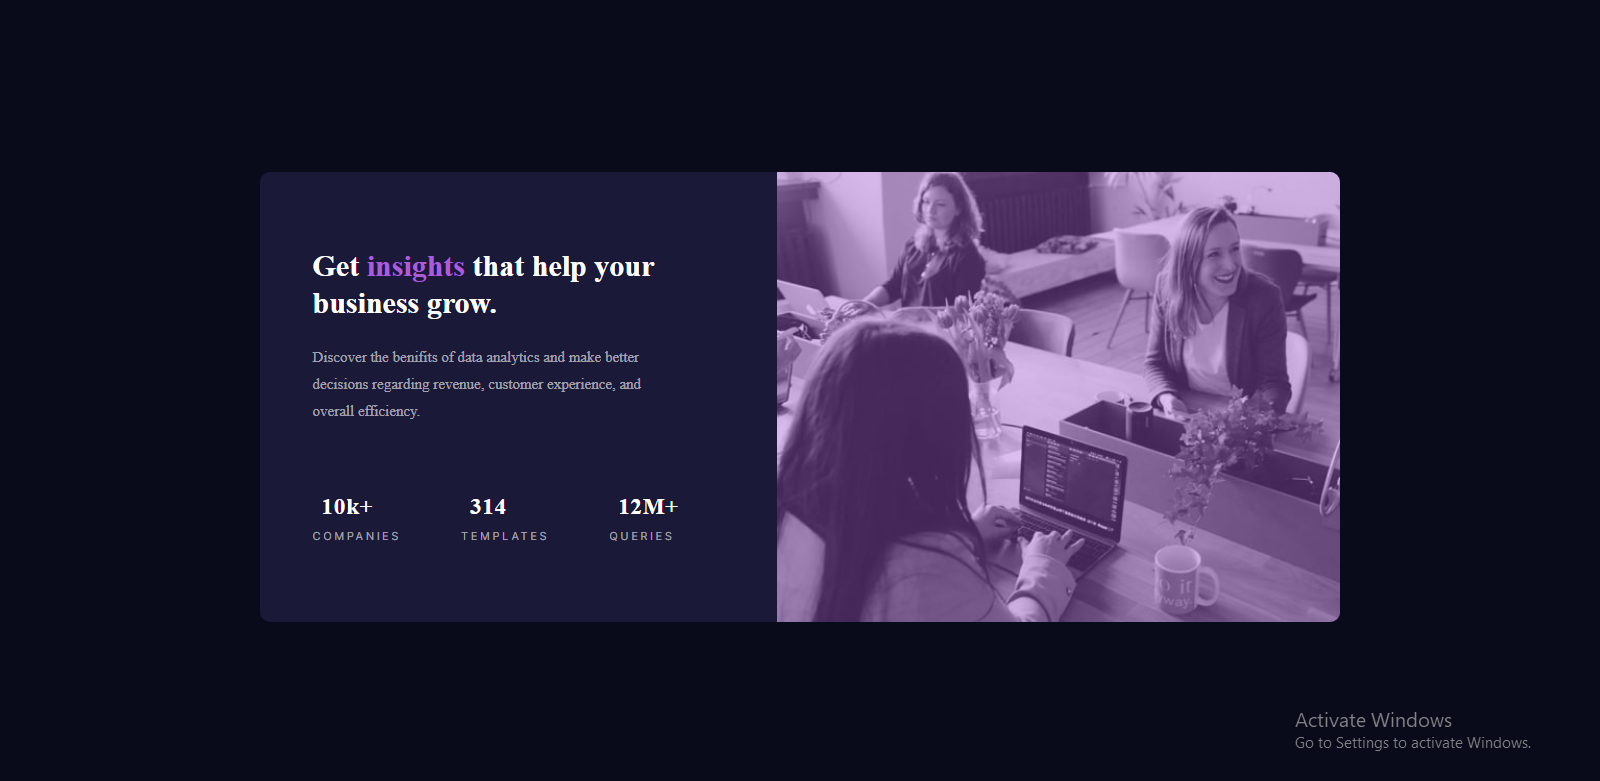 Get insights that help your
business grow.
Discover the benifits of data analytics and make better
decisions regarding revenue, customer experience, and
overall efficiency.
10k+ 314 12M+
COMPANIES TEMPLATES QUERIES
way.
Activate Windows
Go to Settings to activate Windows.